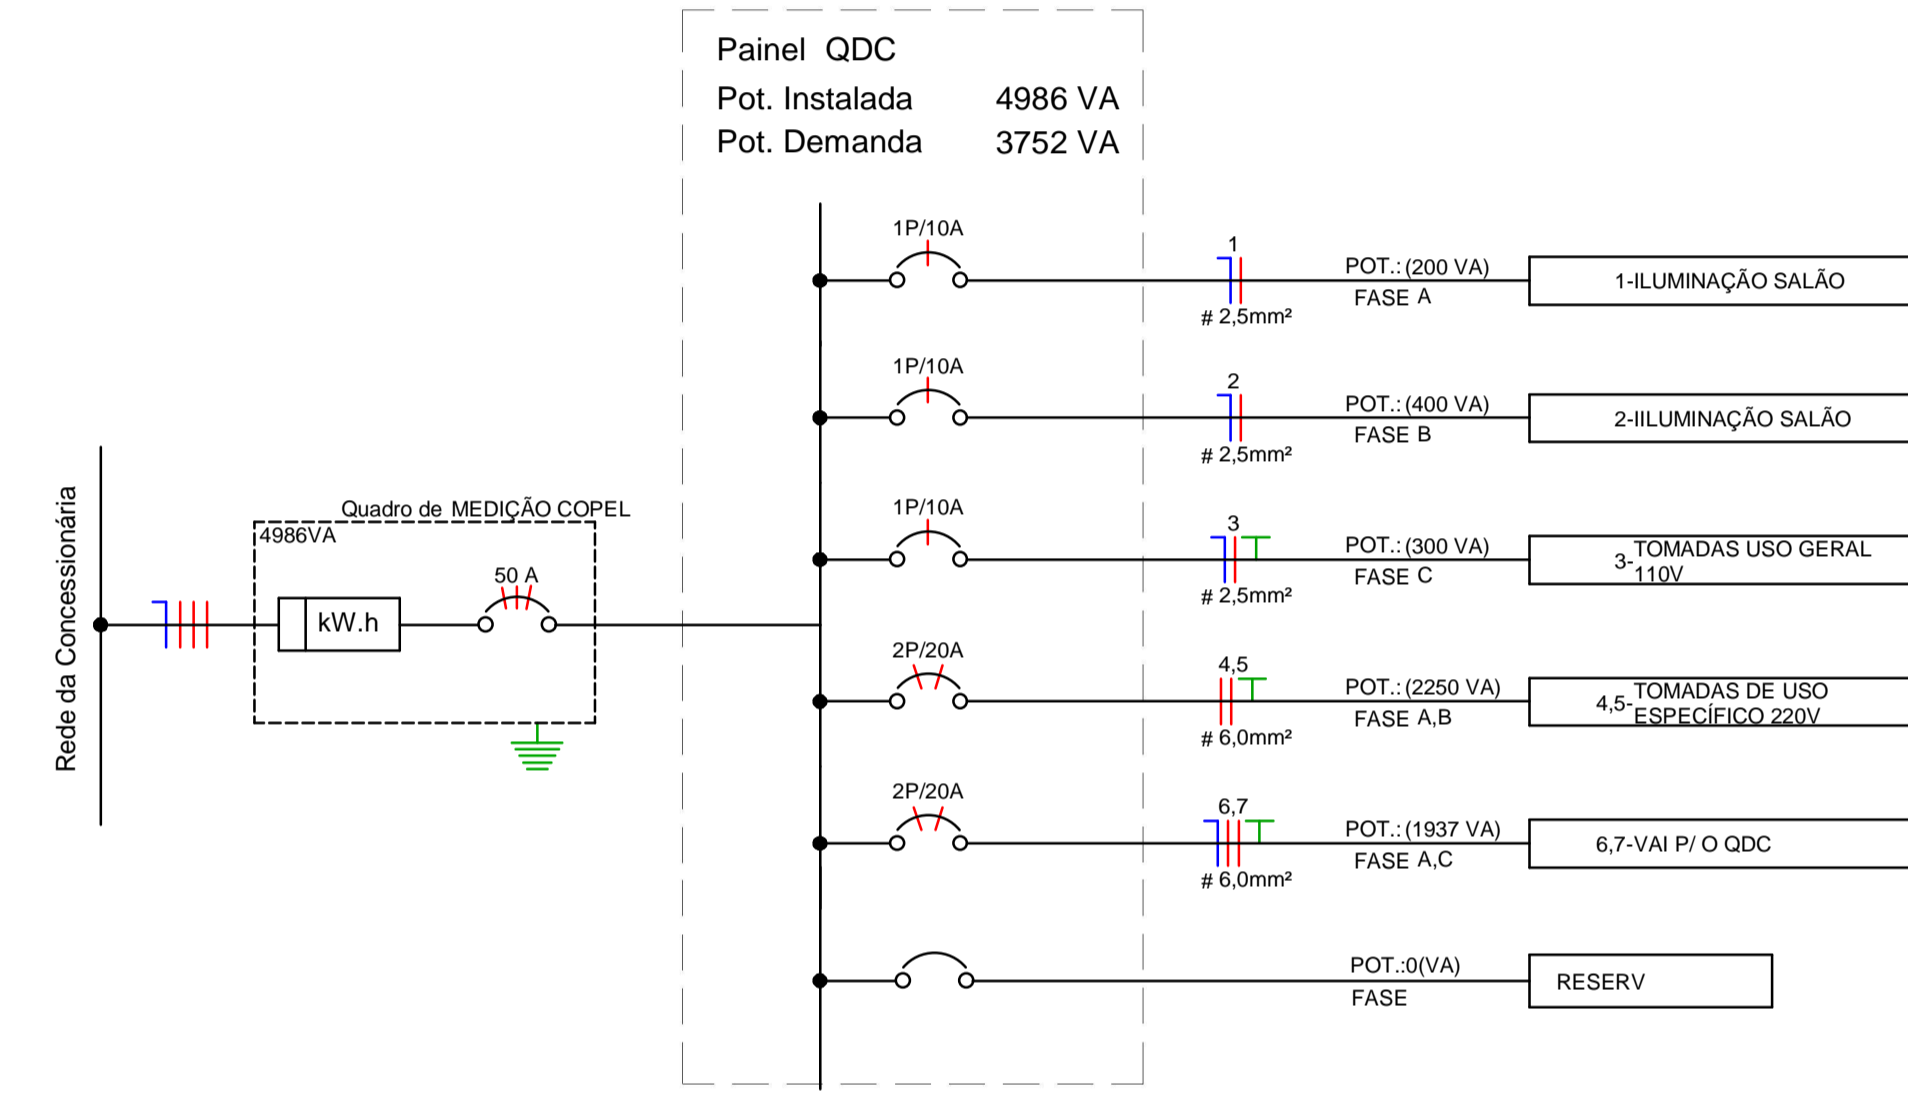 Painel QDC
Pot. Instalada 4986 VA
Pot. Demanda 3752 VA
Rede da Concessionária
Quadro de MEDIÇÃO COPEL
4986VA
kW.h
50 A
1P/10A
1
# 2,5mm²
POT.: (200 VA)
FASE A
1-ILUMINAÇÃO SALÃO
1P/10A
2
# 2,5mm²
POT.: (400 VA)
FASE B
2-IILUMINAÇÃO SALÃO
1P/10A
3
# 2,5mm²
POT.: (300 VA)
FASE C
3-TOMADAS USO GERAL
110V
2P/20A
4,5
# 6,0mm²
POT.: (2250 VA)
FASE A,B
4,5-TOMADAS DE USO
ESPECÍFICO 220V
2P/20A
6,7
# 6,0mm²
POT.: (1937 VA)
FASE A,C
6,7-VAI P/ O QDC
POT.:0(VA)
FASE
RESERV